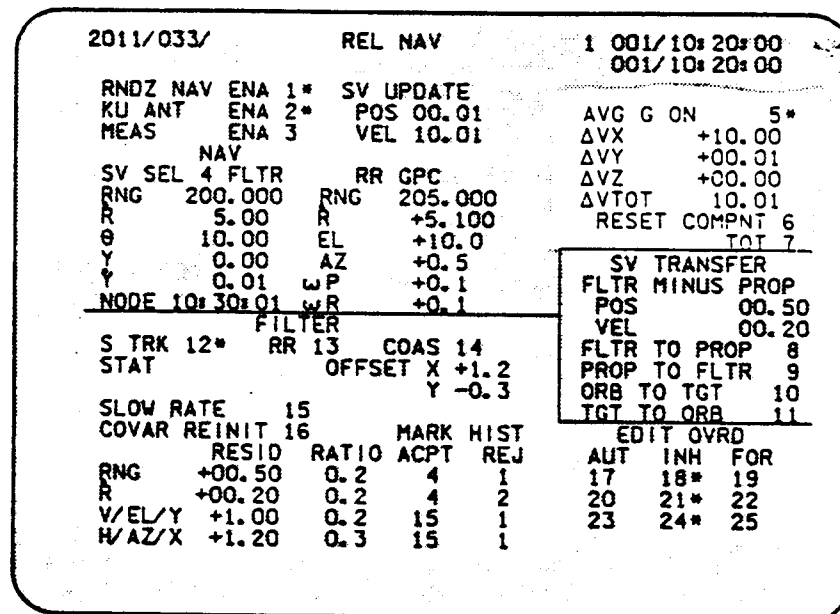 2011/033/ REL NAV 1 001/10:20:00
001/10:20:00
RNDZ NAV ENA 1* SV UPDATE
KU ANT ENA 2* POS 00.01
MEAS ENA 3 VEL 10.01
AVG G ON 5*
NAV
ΔVX +10.00
SV SEL 4 FLTR RR GPC
ΔVY +00.01
RNG 200.000 RNG 205.000
ΔVZ +00.00
Ṙ 5.00 Ṙ +5.100
ΔVTOT 10.01
θ 10.00 EL +10.0
RESET COMPNT 6
Y 0.00 AZ +0.5
TOT 7
Ẏ 0.01 ωP +0.1
NODE 10:30:01 ωR +0.1
SV TRANSFER
FLTR MINUS PROP
POS 00.50
VEL 00.20
FLTR TO PROP 8
PROP TO FLTR 9
ORB TO TGT 10
TGT TO ORB 11
FILTER
S TRK 12* RR 13 COAS 14
STAT OFFSET X +1.2
Y -0.3
SLOW RATE 15
COVAR REINIT 16 MARK HIST EDIT OVRD
RESID RATIO ACPT REJ AUT INH FOR
RNG +00.50 0.2 4 1 17 18* 19
Ṙ +00.20 0.2 4 2 20 21* 22
V/EL/Y +1.00 0.2 15 1 23 24* 25
H/AZ/X +1.20 0.3 15 1